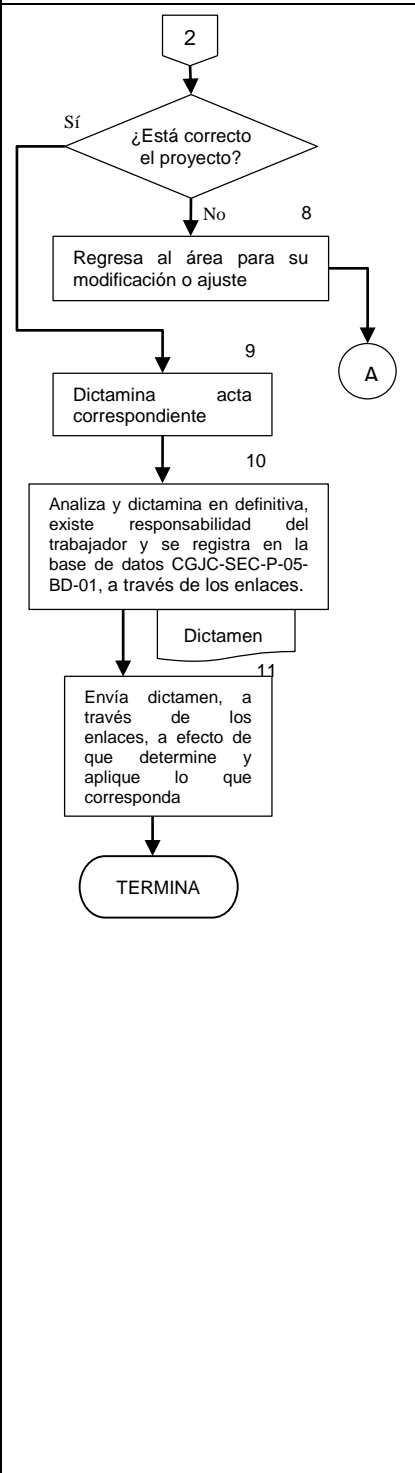 2
Sí
¿Está correcto
el proyecto?
No
8
Regresa al área para su
modificación o ajuste
A
9
Dictamina acta
correspondiente
10
Analiza y dictamina en definitiva,
existe responsabilidad del
trabajador y se registra en la
base de datos CGJC-SEC-P-05-
BD-01, a través de los enlaces.
Dictamen
11
Envía dictamen, a
través de los
enlaces, a efecto de
que determine y
aplique lo que
corresponda
TERMINA